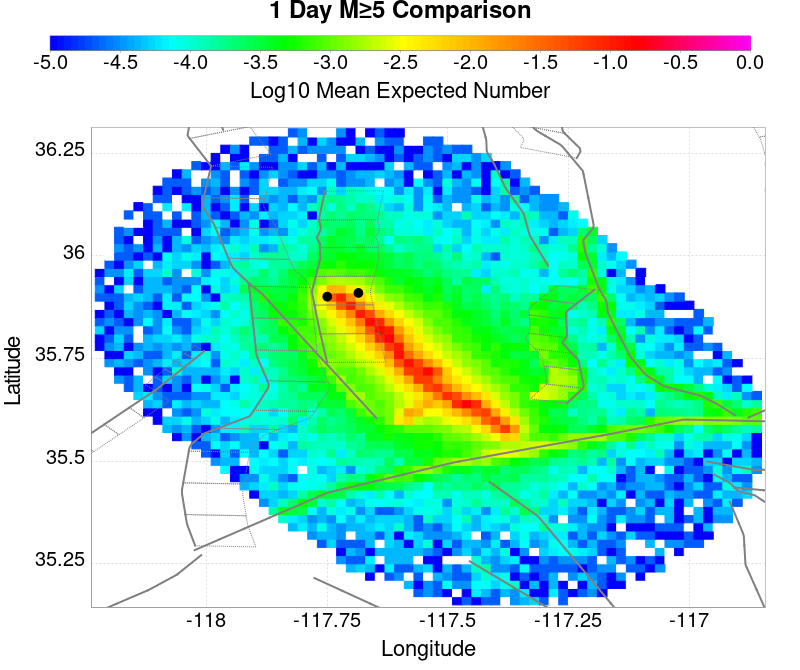 1 Day M≥5 Comparison
-5.0 -4.5 -4.0 -3.5 -3.0 -2.5 -2.0 -1.5 -1.0 -0.5 0.0
Log10 Mean Expected Number
36.25
36
35.75
35.5
35.25
Latitude
-118 -117.75 -117.5 -117.25 -117
Longitude